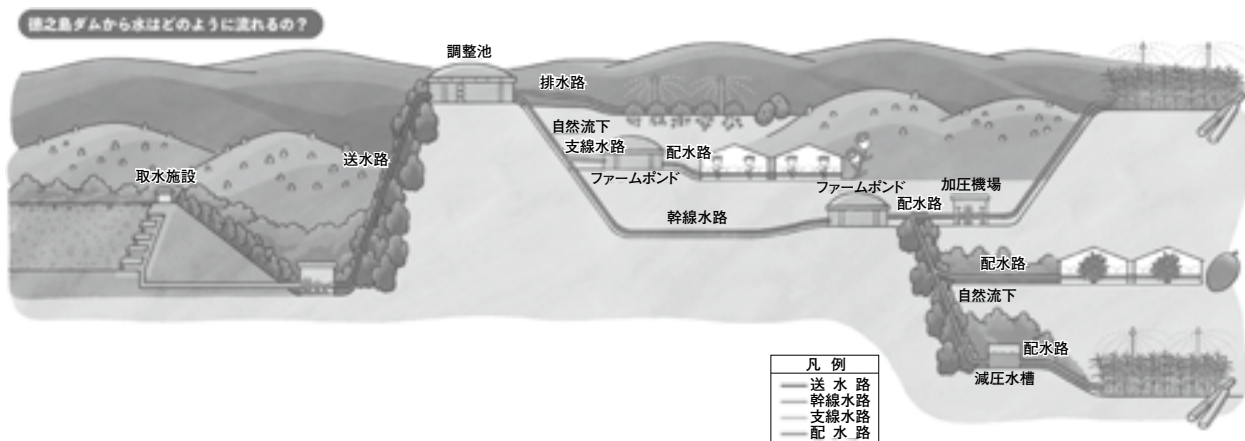 徳之島ダムから水はどのように流れるの？
調整池
排水路
自然流下
支線水路
配水路
ファームポンド
送水路
取水施設
ファームポンド
加圧機場
配水路
幹線水路
配水路
自然流下
配水路
減圧水槽
凡 例
送 水 路
幹線水路
支線水路
配 水 路